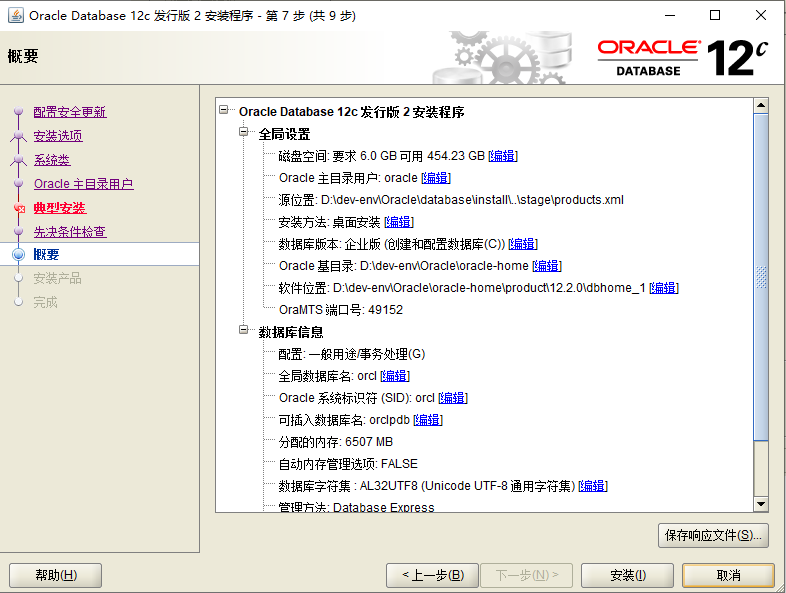 Oracle Database 12c 发行版 2 安装程序 - 第 7 步 (共 9 步)
概要
ORACLE
DATABASE
12c
配置安全更新
安装选项
系统类
Oracle 主目录用户
典型安装
先决条件检查
概要
安装产品
完成
Oracle Database 12c 发行版 2 安装程序
全局设置
磁盘空间: 要求 6.0 GB 可用 454.23 GB [编辑]
Oracle 主目录用户: oracle [编辑]
源位置: D:\dev-env\Oracle\database\install\..\stage\products.xml
安装方法: 桌面安装 [编辑]
数据库版本: 企业版 (创建和配置数据库(C)) [编辑]
Oracle 基目录: D:\dev-env\Oracle\oracle-home [编辑]
软件位置: D:\dev-env\Oracle\oracle-home\product\12.2.0\dbhome_1 [编辑]
OraMTS 端口号: 49152
数据库信息
配置: 一般用途/事务处理(G)
全局数据库名: orcl [编辑]
Oracle 系统标识符 (SID): orcl [编辑]
可插入数据库名: orclpdb [编辑]
分配的内存: 6507 MB
自动内存管理选项: FALSE
数据库字符集 : AL32UTF8 (Unicode UTF-8 通用字符集) [编辑]
管理方法: Database Express
保存响应文件(S)...
帮助(H)
< 上一步(B)
下一步(N) >
安装(I)
取消